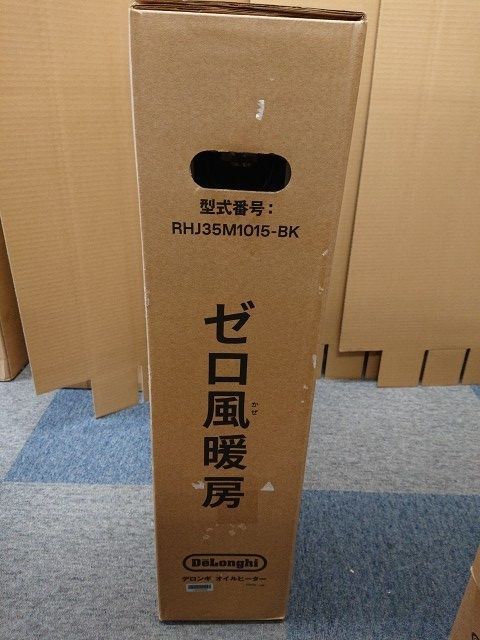 型式番号：
RHJ35M1015-BK
ゼロ風暖房
かぜ
DeLonghi
デロンギ オイルヒーター